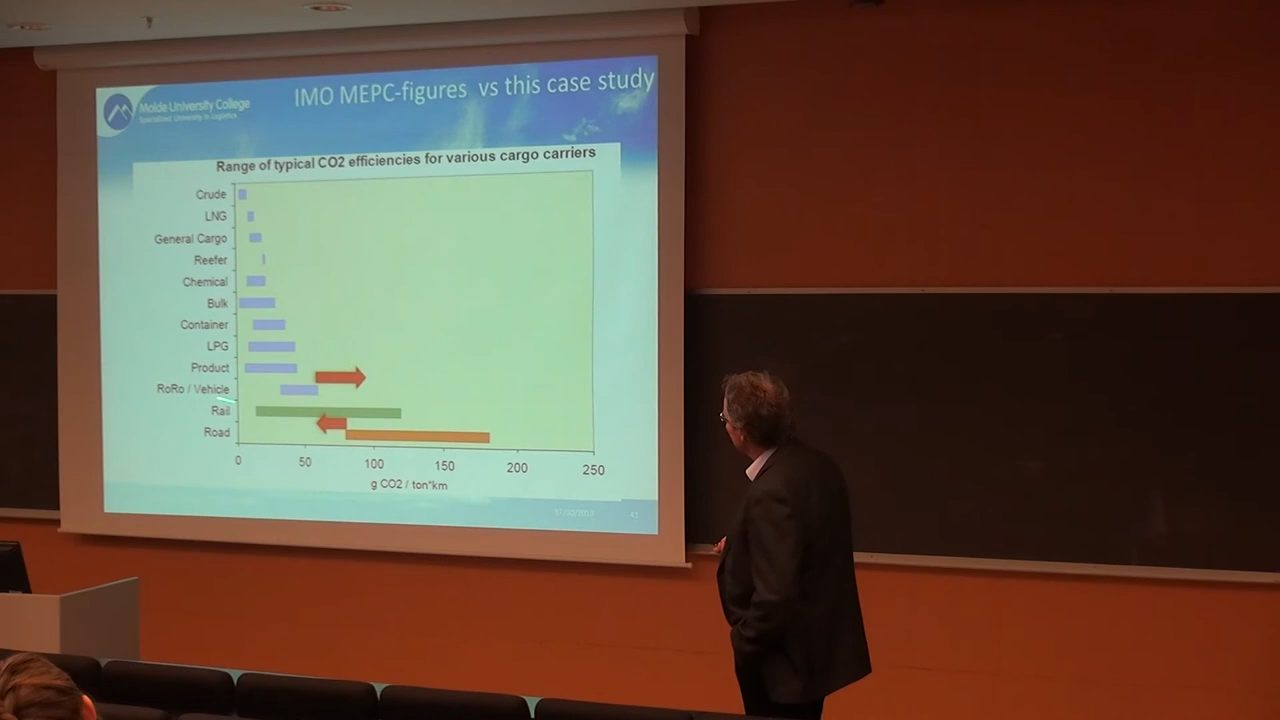 Molde University College
Specialized University in Logistics
IMO MEPC-figures vs this case study
Range of typical CO2 efficiencies for various cargo carriers
Crude
LNG
General Cargo
Reefer
Chemical
Bulk
Container
LPG
Product
RoRo / Vehicle
Rail
Road
0 50 100 150 200 250
g CO2 / ton*km
41